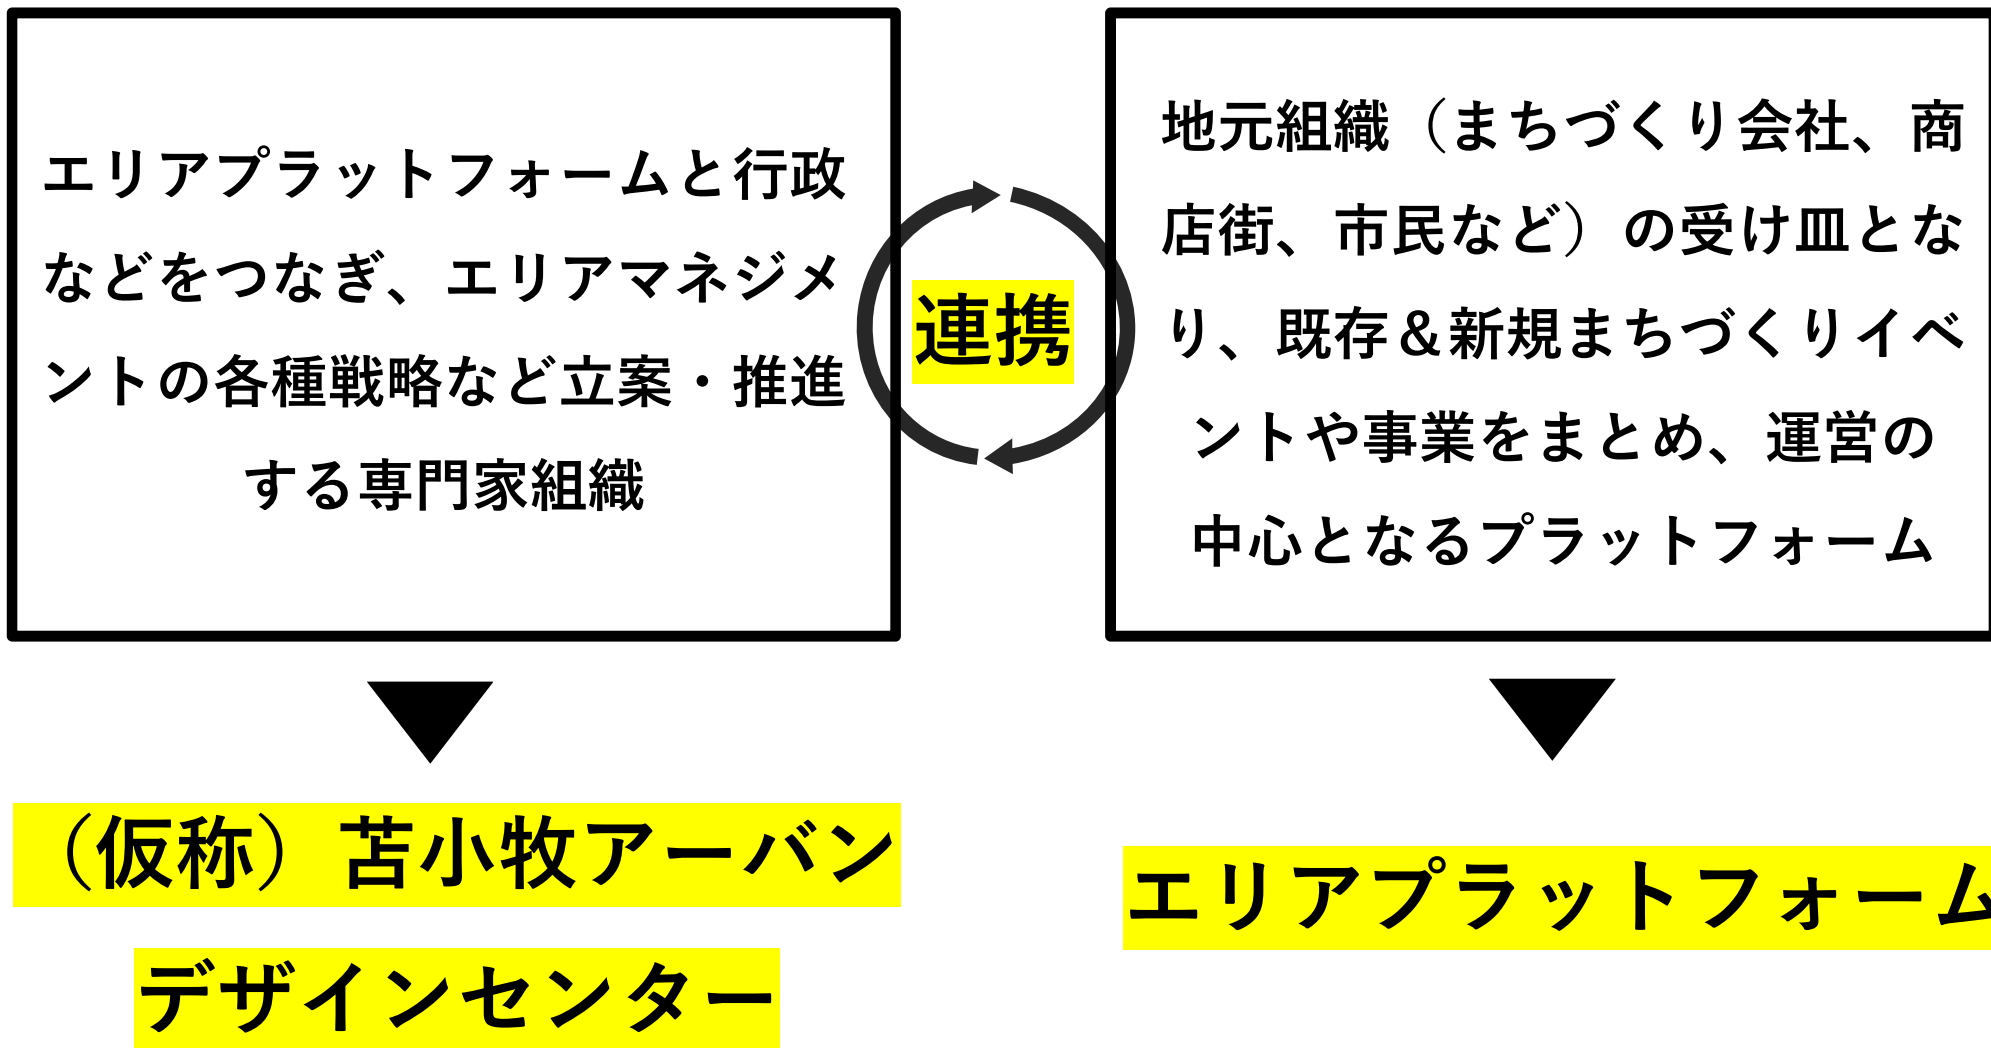 エリアプラットフォームと行政
などをつなぎ、エリアマネジメ
ントの各種戦略など立案・推進
する専門家組織
連携
地元組織（まちづくり会社、商
店街、市民など）の受け皿とな
り、既存＆新規まちづくりイベ
ントや事業をまとめ、運営の
中心となるプラットフォーム
（仮称）苫小牧アーバン
デザインセンター
エリアプラットフォーム